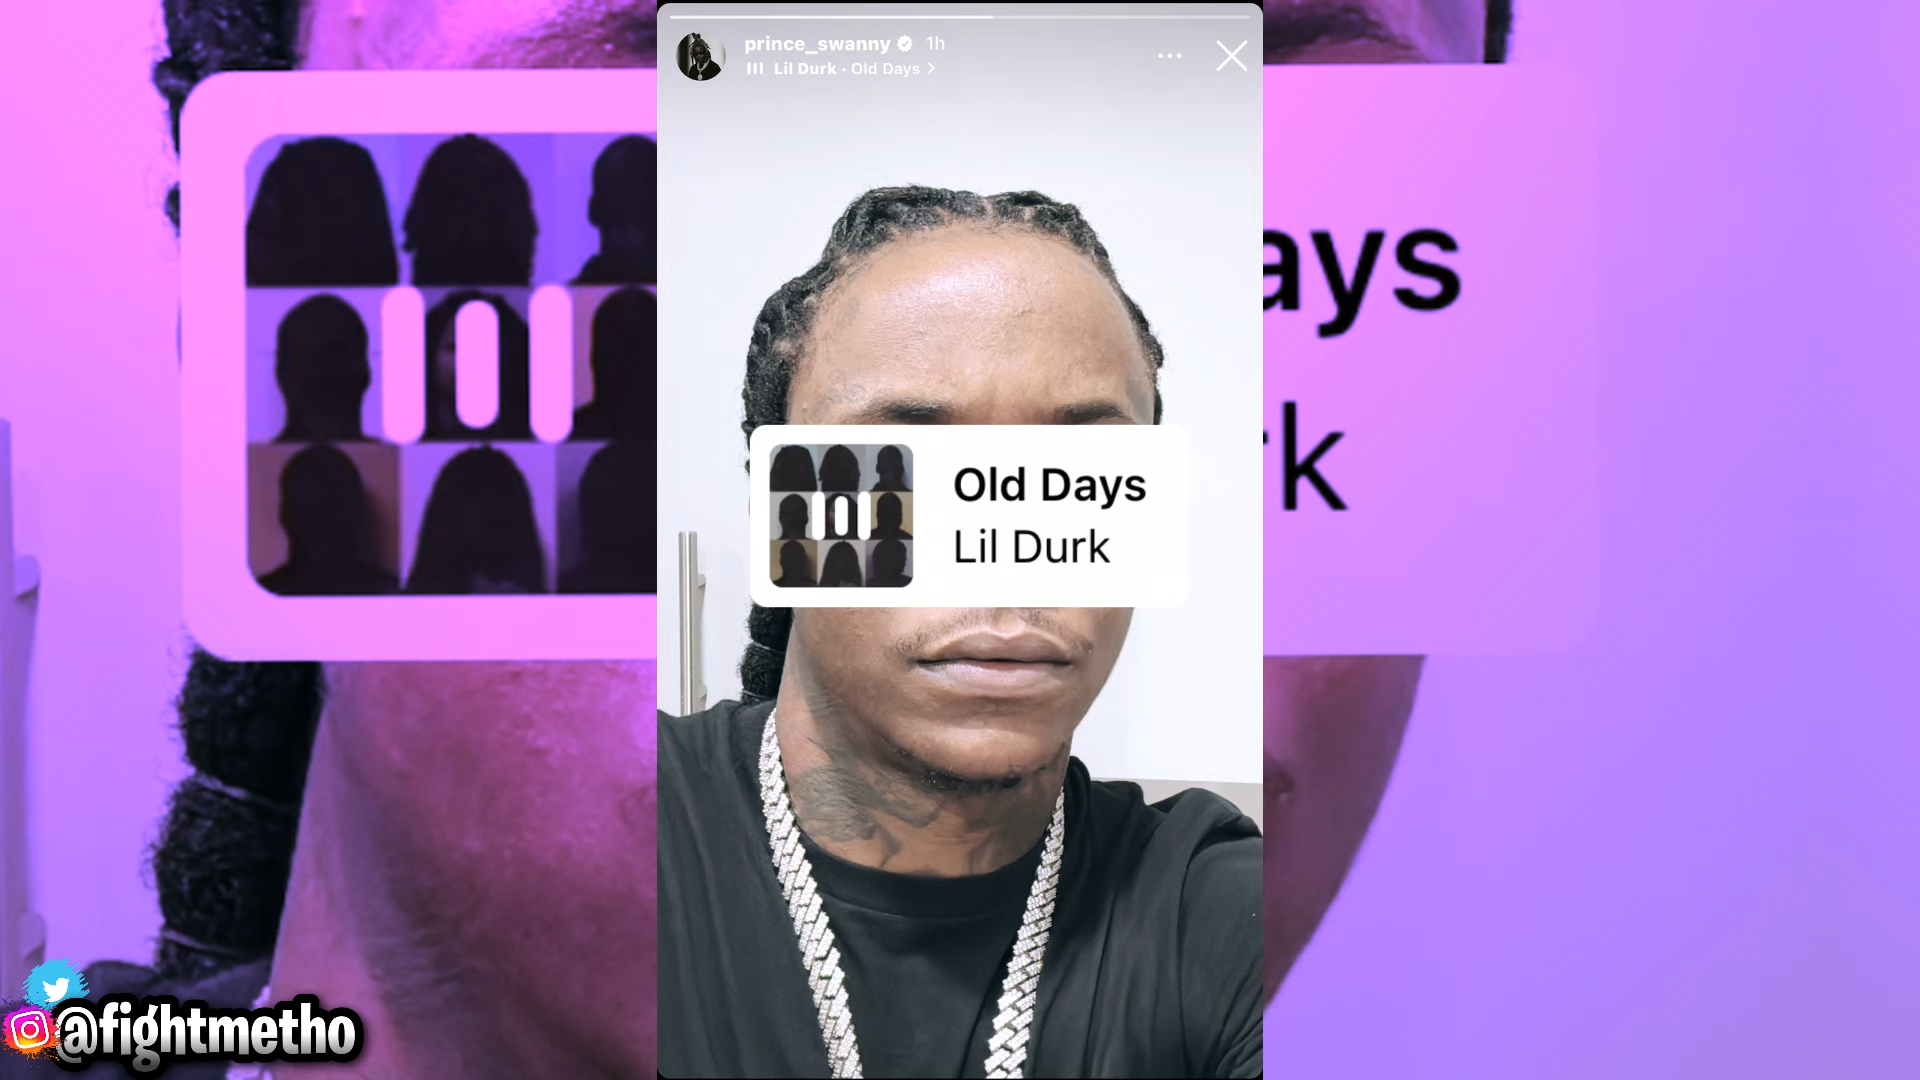 prince_swanny 1h
Lil Durk · Old Days >
Old Days
Lil Durk
ays
k
@fightmetho